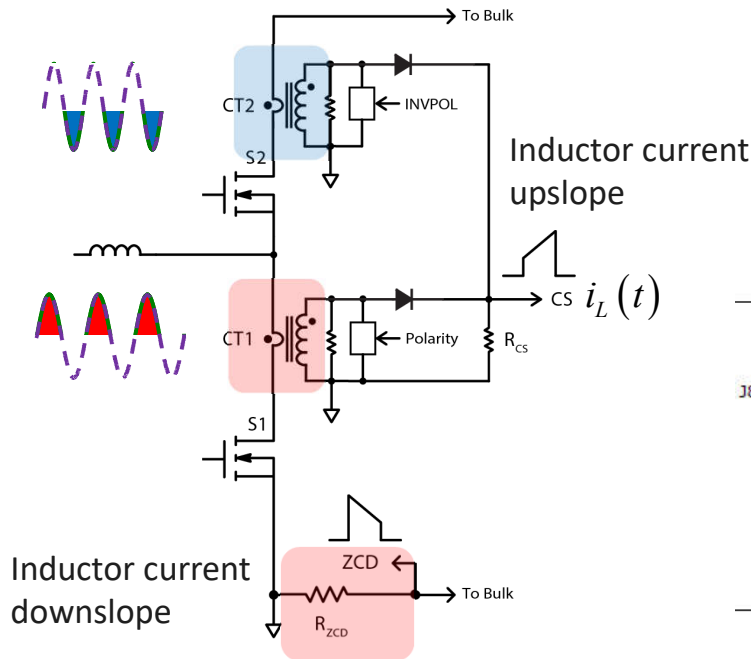 To Bulk
CT2
INVPOL
S2
Inductor current
upslope
CS i_L (t)
CT1
Polarity
R_CS
S1
ZCD
Inductor current
downslope
To Bulk
R_ZCD